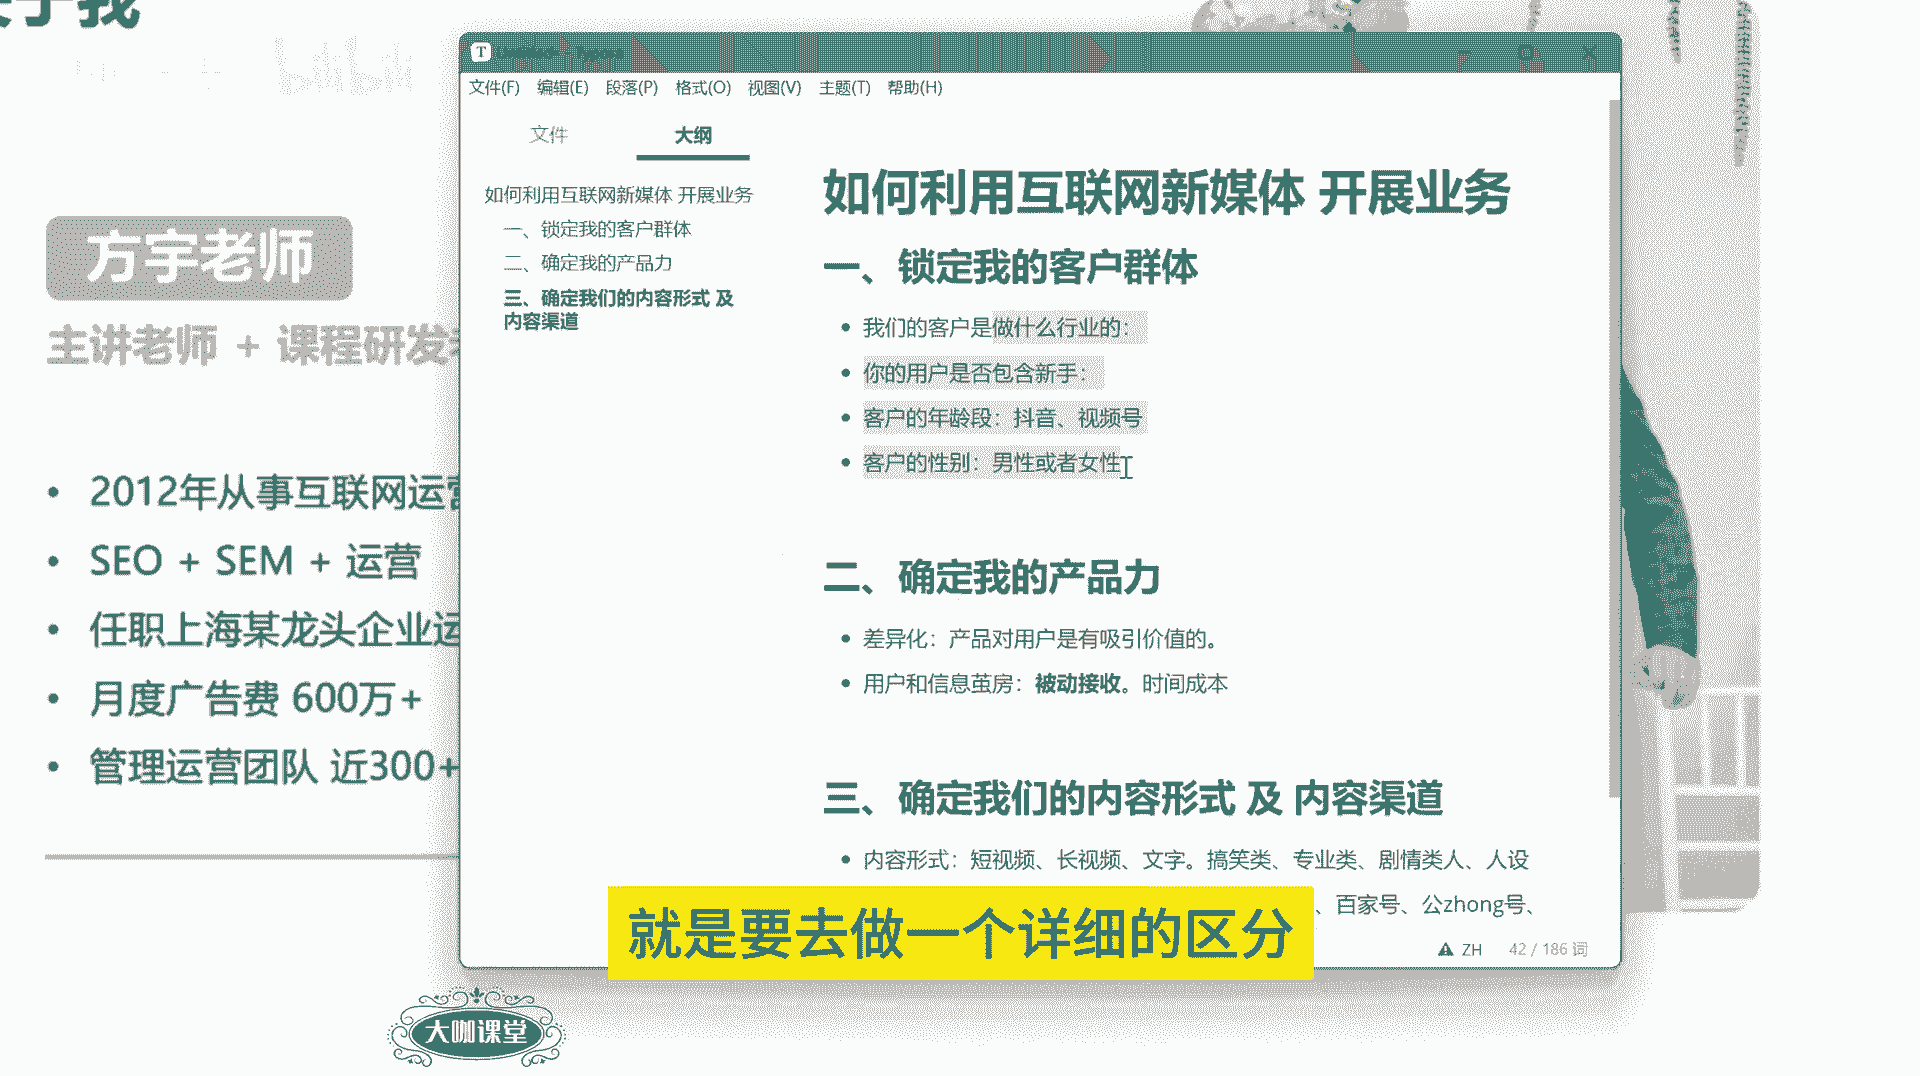 bilibili
方宇老师
主讲老师 + 课程研发
2012年从事互联网运营
SEO + SEM + 运营
任职上海某龙头企业运
月度广告费 600万+
管理运营团队 近300+
文件(F) 编辑(E) 段落(P) 格式(O) 视图(V) 主题(T) 帮助(H)
文件 大纲
如何利用互联网新媒体 开展业务
一、锁定我的客户群体
二、确定我的产品力
三、确定我们的内容形式 及
内容渠道
如何利用互联网新媒体 开展业务
一、锁定我的客户群体
我们的客户是做什么行业的：
你的用户是否包含新手：
客户的年龄段：抖音、视频号
客户的性别：男性或者女性
二、确定我的产品力
差异化：产品对用户是有吸引价值的。
用户和信息茧房：被动接收。时间成本
三、确定我们的内容形式 及 内容渠道
内容形式：短视频、长视频、文字。搞笑类、专业类、剧情类人、人设
、百家号、公zhong号、
就是要去做一个详细的区分
ZH 42 / 186 词
大咖课堂